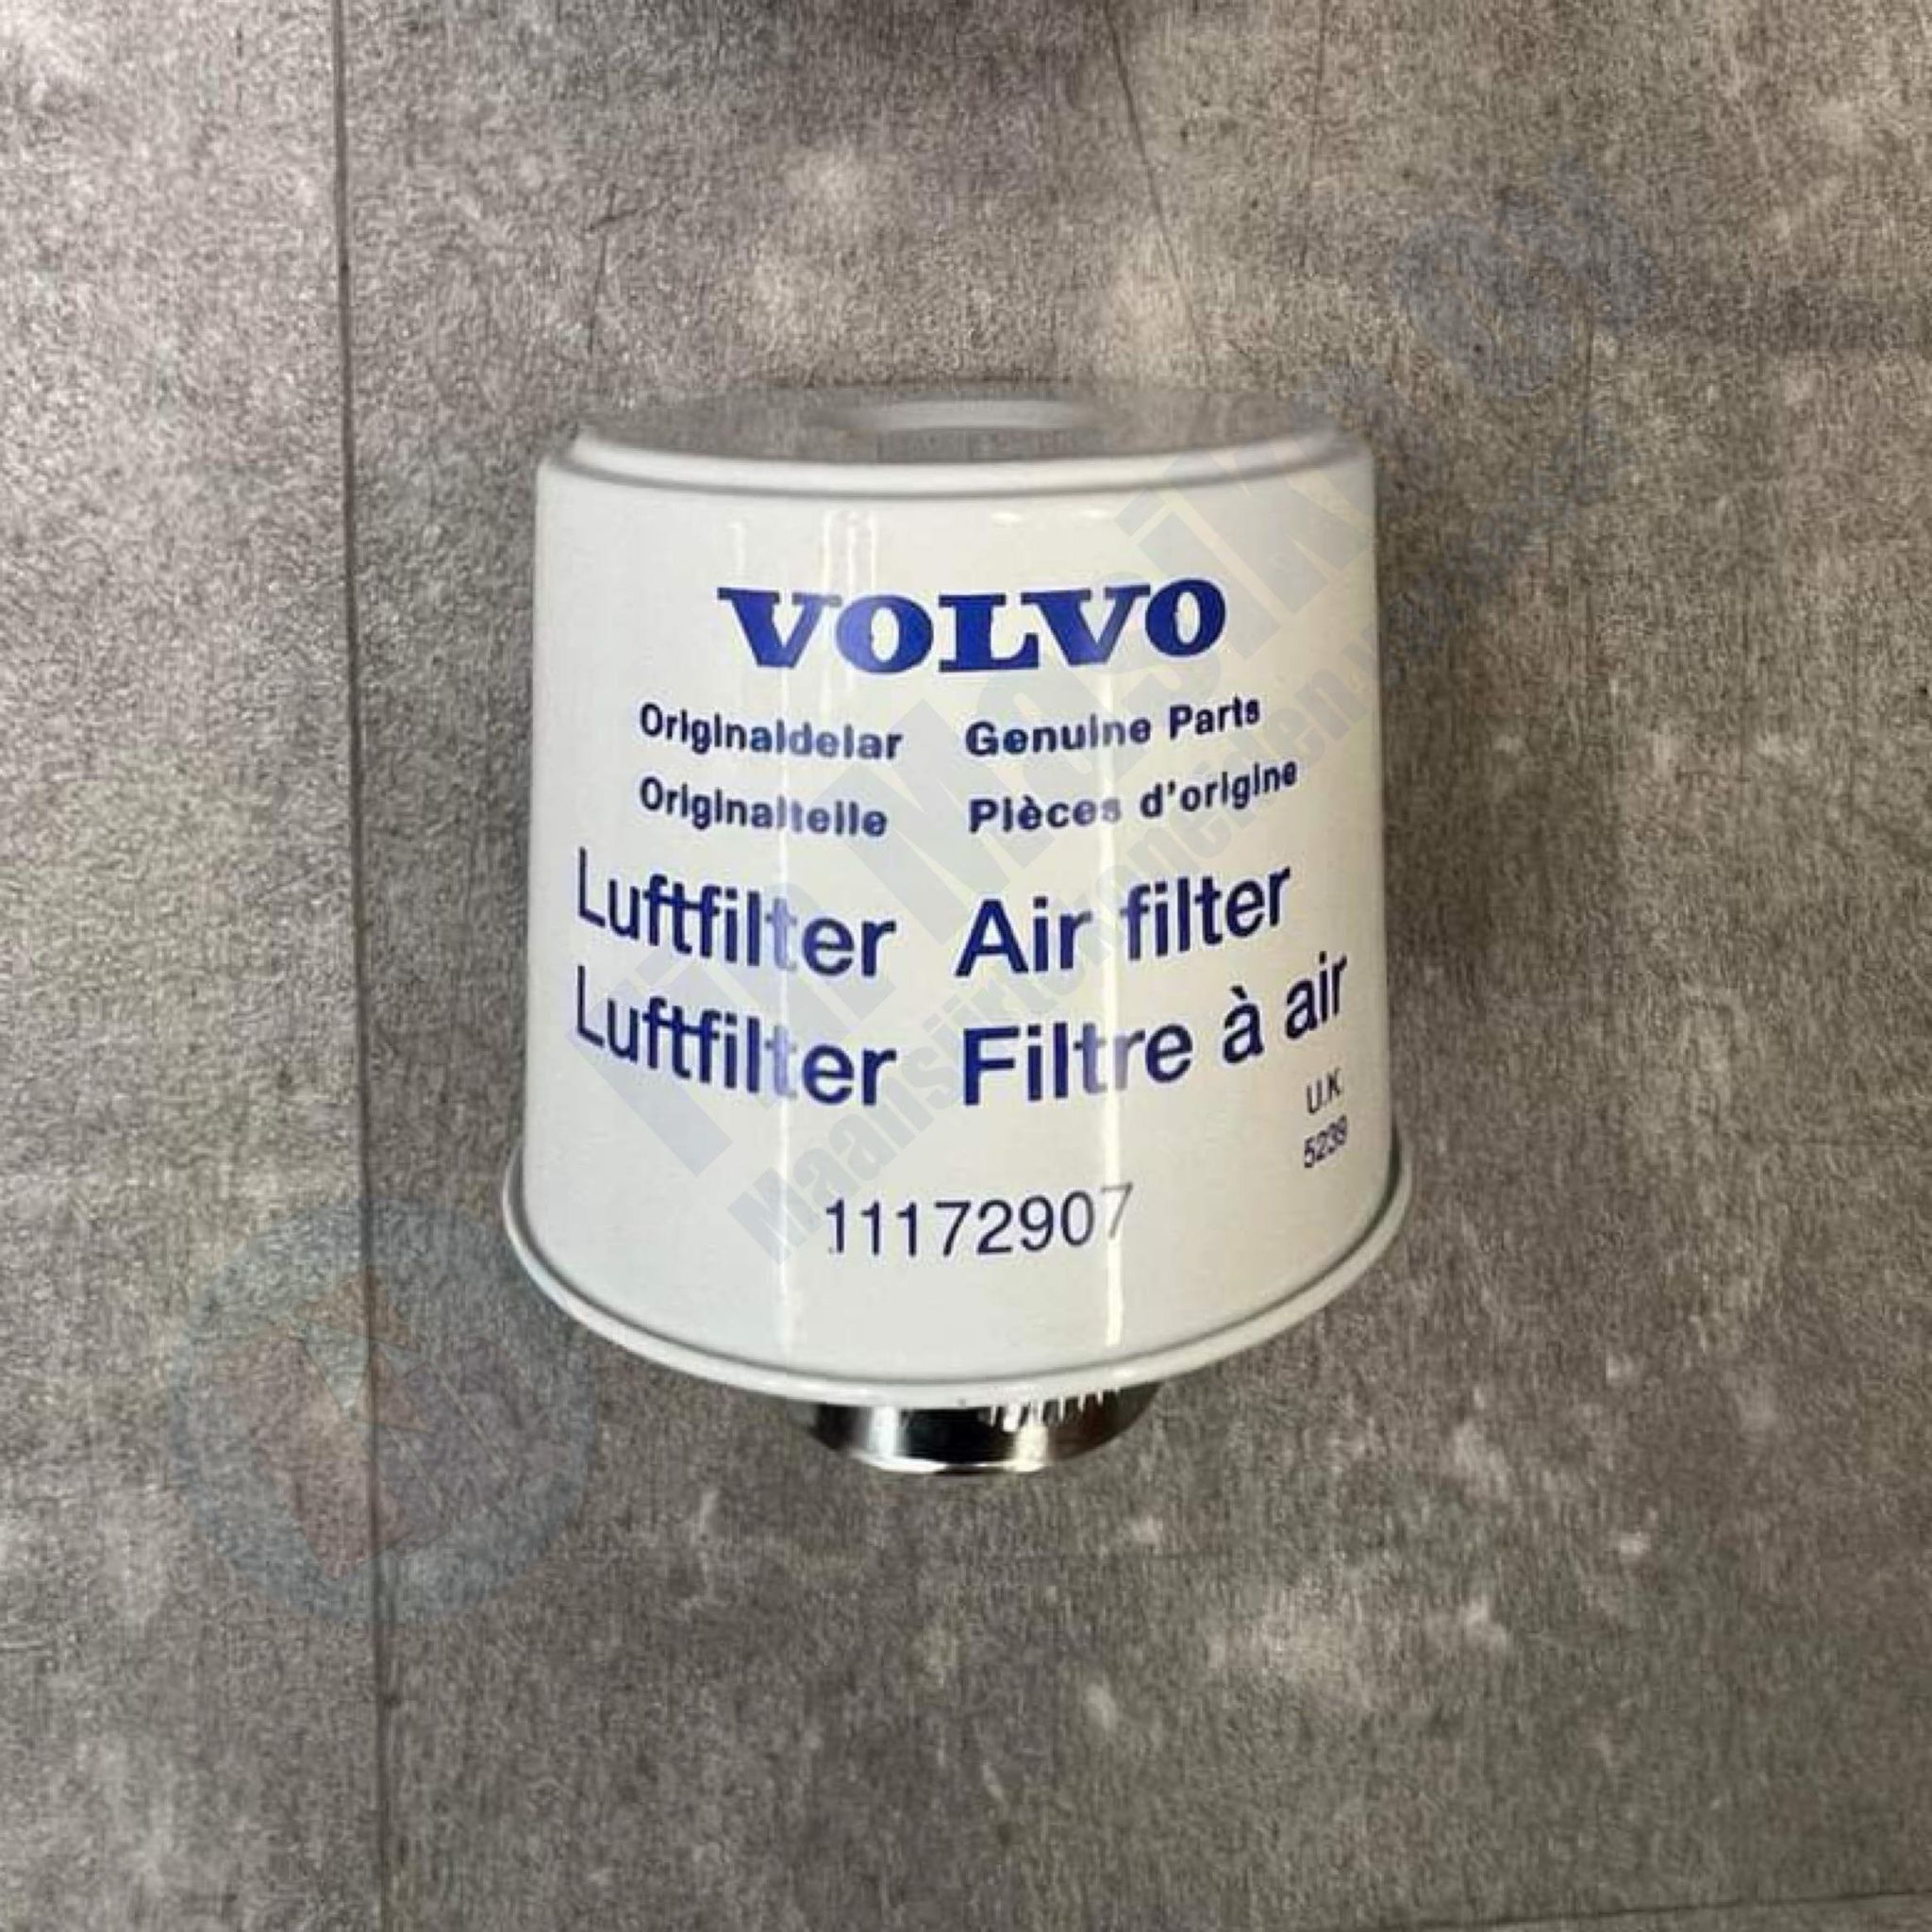 VOLVO
Originaldelar Genuine Parts
Originalteile Pièces d'origine
Luftfilter Air filter
Luftfilter Filtre à air
U.K.
5239
11172907